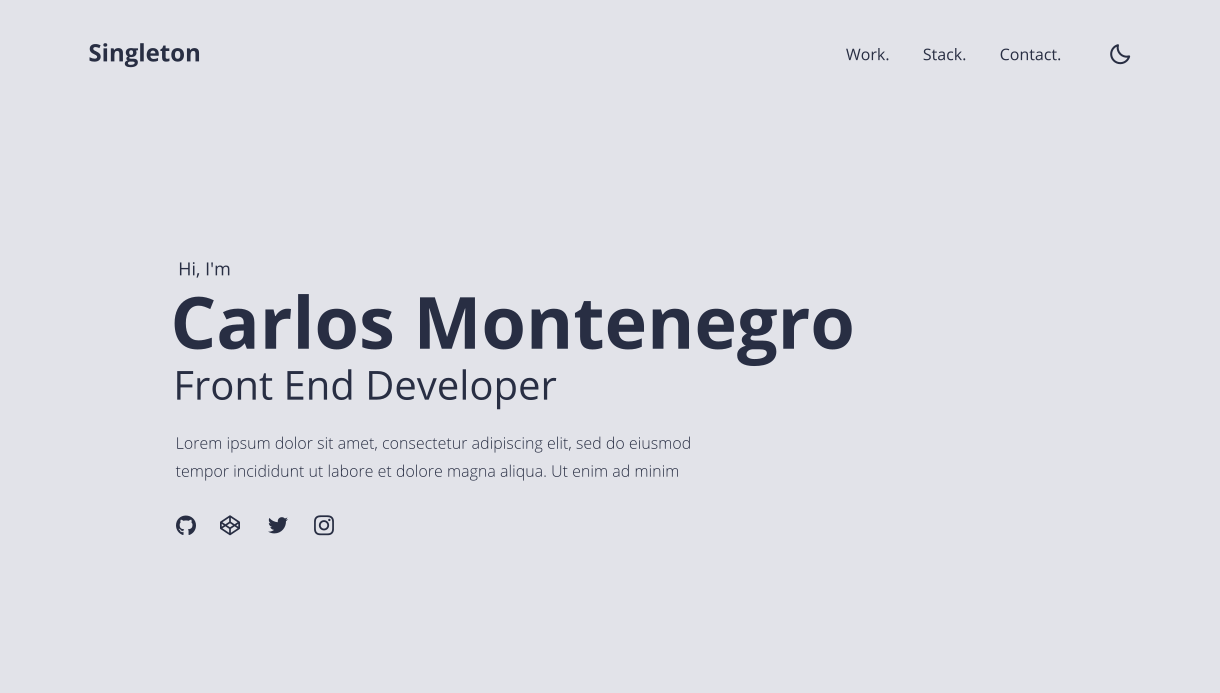 Singleton
Work. Stack. Contact.
Hi, I'm
Carlos Montenegro
Front End Developer
Lorem ipsum dolor sit amet, consectetur adipiscing elit, sed do eiusmod
tempor incididunt ut labore et dolore magna aliqua. Ut enim ad minim